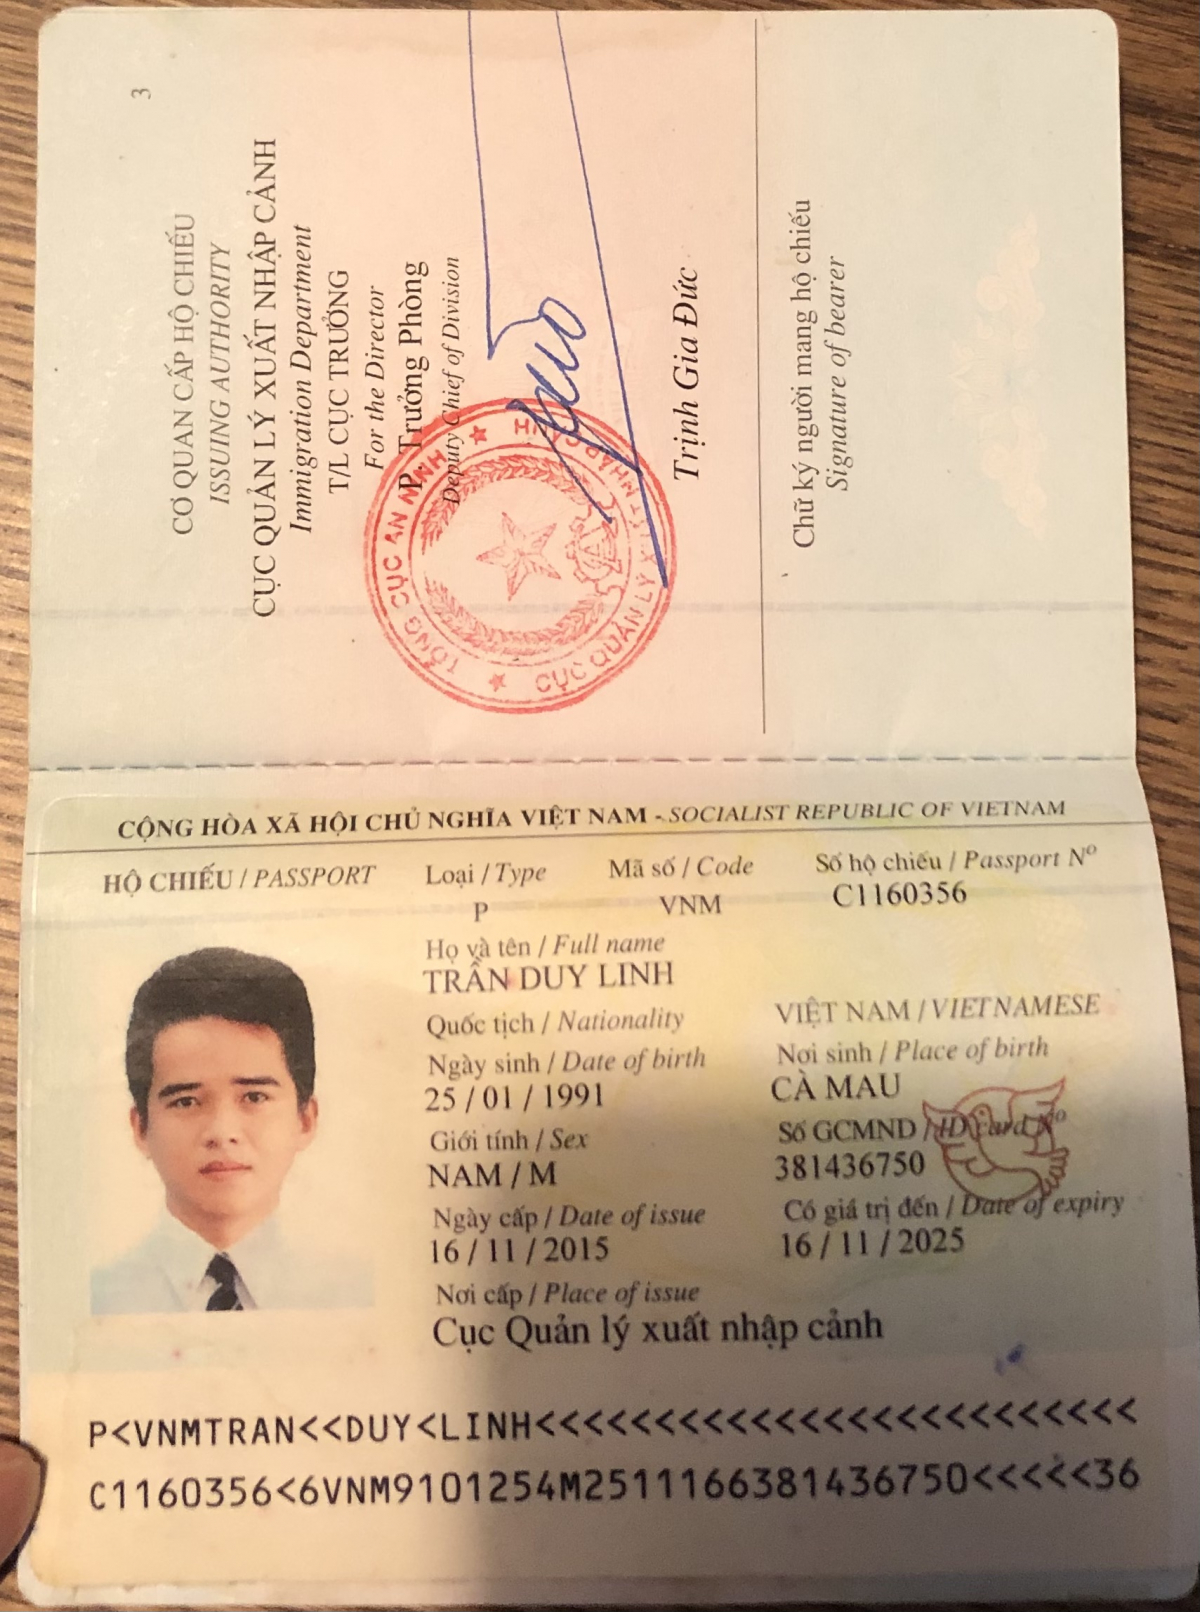 3
CƠ QUAN CẤP HỘ CHIẾU
ISSUING AUTHORITY
CỤC QUẢN LÝ XUẤT NHẬP CẢNH
Immigration Department
T/L CỤC TRƯỞNG
For the Director
P. Trưởng Phòng
Deputy Chief of Division
TỔNG CỤC AN NINH
CỤC QUẢN LÝ XUẤT NHẬP CẢNH
Trịnh Gia Đức
Chữ ký người mang hộ chiếu
Signature of bearer
CỘNG HÒA XÃ HỘI CHỦ NGHĨA VIỆT NAM - SOCIALIST REPUBLIC OF VIETNAM
HỘ CHIẾU / PASSPORT Loại / Type Mã số / Code Số hộ chiếu / Passport Nº
P VNM C1160356
Họ và tên / Full name
TRẦN DUY LINH
Quốc tịch / Nationality VIỆT NAM / VIETNAMESE
Ngày sinh / Date of birth Nơi sinh / Place of birth
25 / 01 / 1991 CÀ MAU
Giới tính / Sex Số GCMND / ID card Nº
NAM / M 381436750
Ngày cấp / Date of issue Có giá trị đến / Date of expiry
16 / 11 / 2015 16 / 11 / 2025
Nơi cấp / Place of issue
Cục Quản lý xuất nhập cảnh
P<VNMTRAN<<DUY<LINH<<<<<<<<<<<<<<<<<<<<<<<<<
C1160356<6VNM9101254M2511166381436750<<<<<36